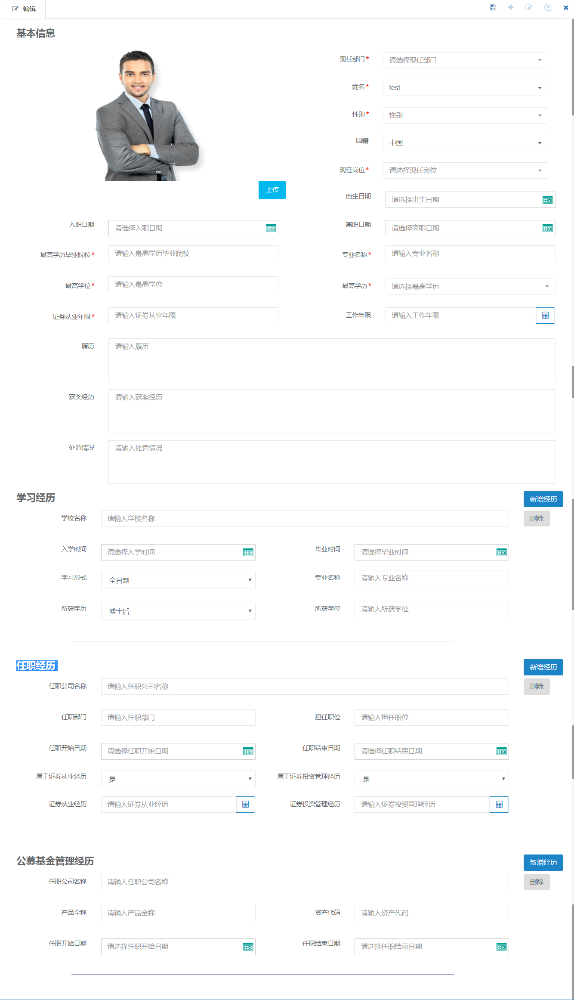 编辑
基本信息
现任部门* 请选择现任部门
姓名* test
性别* 性别
国籍 中国
现任岗位* 请选择现任岗位
上传
出生日期 请选择出生日期
入职日期 请选择入职日期 离职日期 请选择离职日期
最高学历毕业院校* 请输入最高学历毕业院校 专业名称* 请输入专业名称
最高学位* 请输入最高学位 最高学历* 请选择最高学历
证券从业年限* 请输入证券从业年限 工作年限 请输入工作年限
履历 请输入履历
获奖经历 请输入获奖经历
处罚情况 请输入处罚情况
学习经历 新增经历
学校名称 请输入学校名称 删除
入学时间 请选择入学时间 毕业时间 请选择毕业时间
学习形式 全日制 专业名称 请输入专业名称
所获学历 博士后 所获学位 请输入所获学位
任职经历 新增经历
任职公司名称 请输入任职公司名称 删除
任职部门 请输入任职部门 担任职位 请输入担任职位
任职开始日期 请选择任职开始日期 任职结束日期 请选择任职结束日期
属于证券从业经历 是 属于证券投资管理经历 是
证券从业经历 请输入证券从业经历 证券投资管理经历 请输入证券投资管理经历
公募基金管理经历 新增经历
任职公司名称 请输入任职公司名称 删除
产品全称 请输入产品全称 资产代码 请输入资产代码
任职开始日期 请选择任职开始日期 任职结束日期 请选择任职结束日期